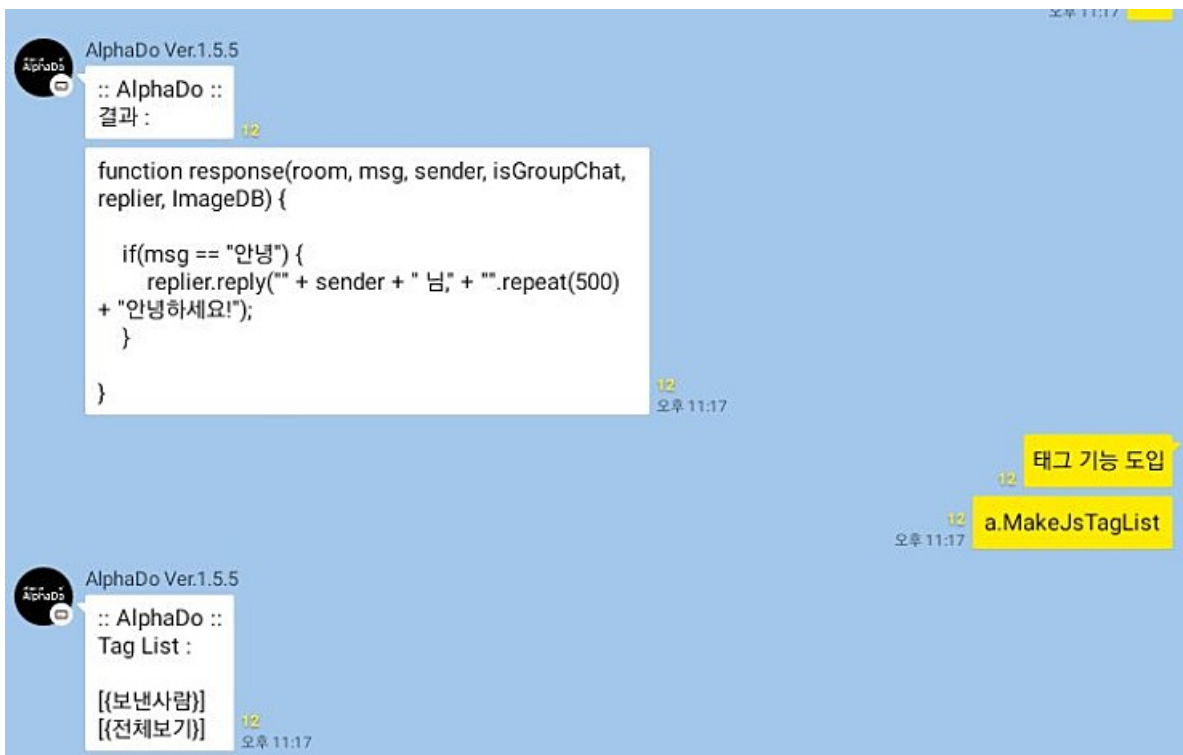 오후 11:17
AlphaDo Ver.1.5.5
AlphaDo
:: AlphaDo ::
결과 :
12
function response(room, msg, sender, isGroupChat,
replier, ImageDB) {
if(msg == "안녕") {
replier.reply("" + sender + " 님," + "".repeat(500)
+ "안녕하세요!");
}
}
12
오후 11:17
태그 기능 도입
12
a.MakeJsTagList
12
오후 11:17
AlphaDo Ver.1.5.5
AlphaDo
:: AlphaDo ::
Tag List :
[{보낸사람}]
[{전체보기}]
12
오후 11:17